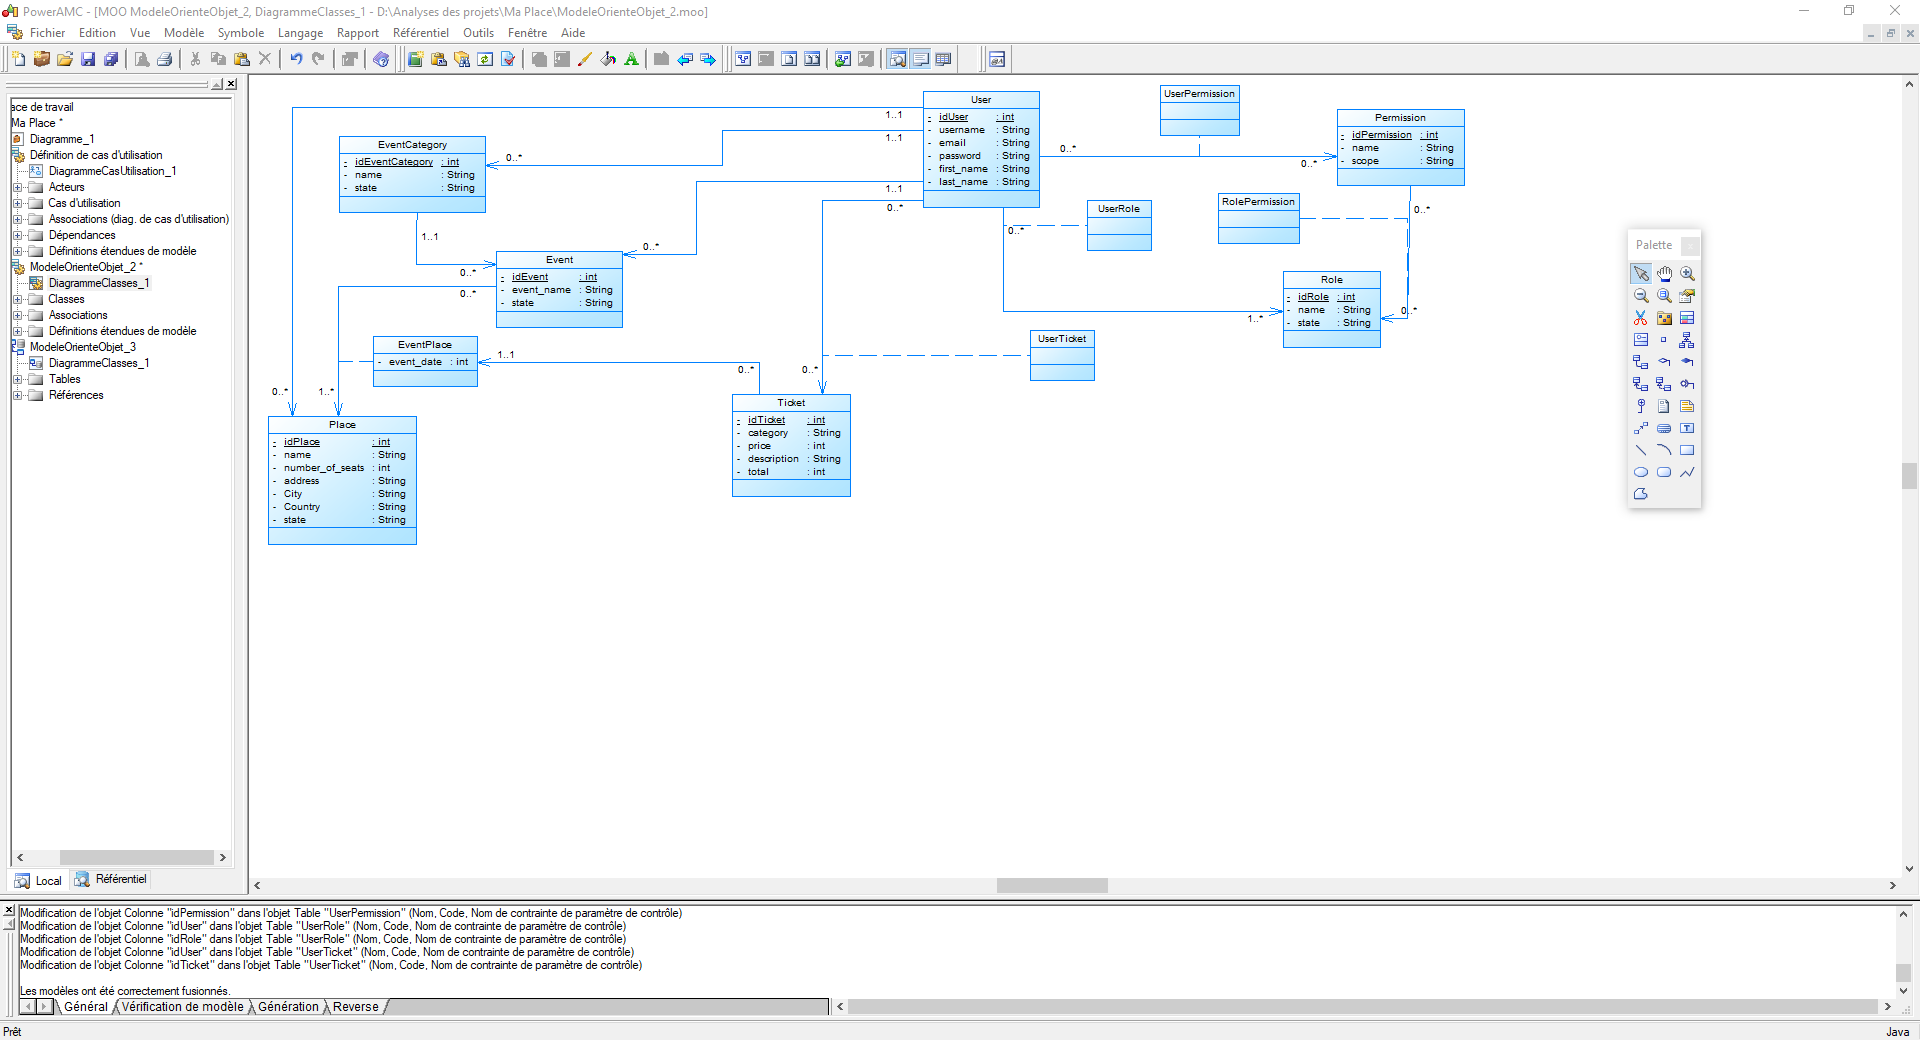 PowerAMC - [MOO ModeleOrienteObjet_2, DiagrammeClasses_1 - D:\Analyses des projets\Ma Place\ModeleOrienteObjet_2.moo]
Fichier Edition Vue Modèle Symbole Langage Rapport Référentiel Outils Fenêtre Aide
ace de travail
Ma Place *
Diagramme_1
Définition de cas d'utilisation
DiagrammeCasUtilisation_1
Acteurs
Cas d'utilisation
Associations (diag. de cas d'utilisation)
Dépendances
Définitions étendues de modèle
ModeleOrienteObjet_2 *
DiagrammeClasses_1
Classes
Associations
Définitions étendues de modèle
ModeleOrienteObjet_3
DiagrammeClasses_1
Tables
Références
Local Référentiel
User
- idUser : int
- username : String
- email : String
- password : String
- first_name : String
- last_name : String
1..1
1..1
1..1
0..*
UserPermission
0..*
0..*
Permission
- idPermission : int
- name : String
- scope : String
EventCategory
- idEventCategory : int
- name : String
- state : String
0..*
1..1
0..*
UserRole
0..*
RolePermission
0..*
Event
- idEvent : int
- event_name : String
- state : String
0..*
0..*
Role
- idRole : int
- name : String
- state : String
1..*
0..*
EventPlace
- event_date : int
1..1
0..*
0..*
UserTicket
0..*
1..*
Place
- idPlace : int
- name : String
- number_of_seats : int
- address : String
- City : String
- Country : String
- state : String
Ticket
- idTicket : int
- category : String
- price : int
- description : String
- total : int
Palette
Modification de l'objet Colonne "idPermission" dans l'objet Table "UserPermission" (Nom, Code, Nom de contrainte de paramètre de contrôle)
Modification de l'objet Colonne "idUser" dans l'objet Table "UserRole" (Nom, Code, Nom de contrainte de paramètre de contrôle)
Modification de l'objet Colonne "idRole" dans l'objet Table "UserRole" (Nom, Code, Nom de contrainte de paramètre de contrôle)
Modification de l'objet Colonne "idUser" dans l'objet Table "UserTicket" (Nom, Code, Nom de contrainte de paramètre de contrôle)
Modification de l'objet Colonne "idTicket" dans l'objet Table "UserTicket" (Nom, Code, Nom de contrainte de paramètre de contrôle)
Les modèles ont été correctement fusionnés.
Général Vérification de modèle Génération Reverse
Prêt
Java